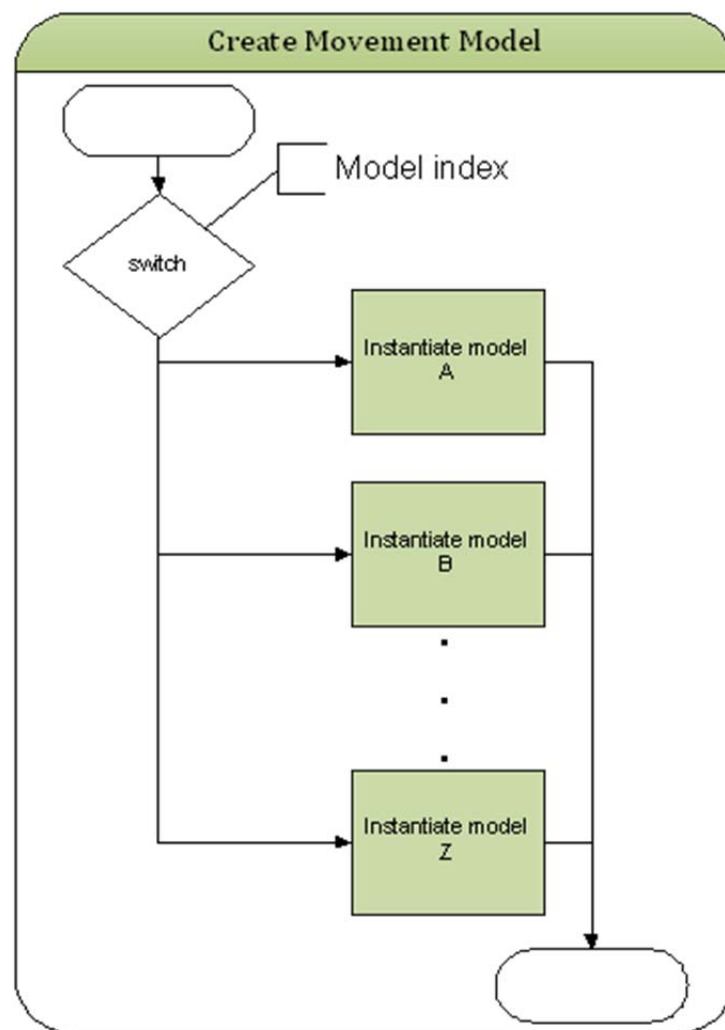 Create Movement Model
Model index
switch
Instantiate model
A
Instantiate model
B
Instantiate model
Z